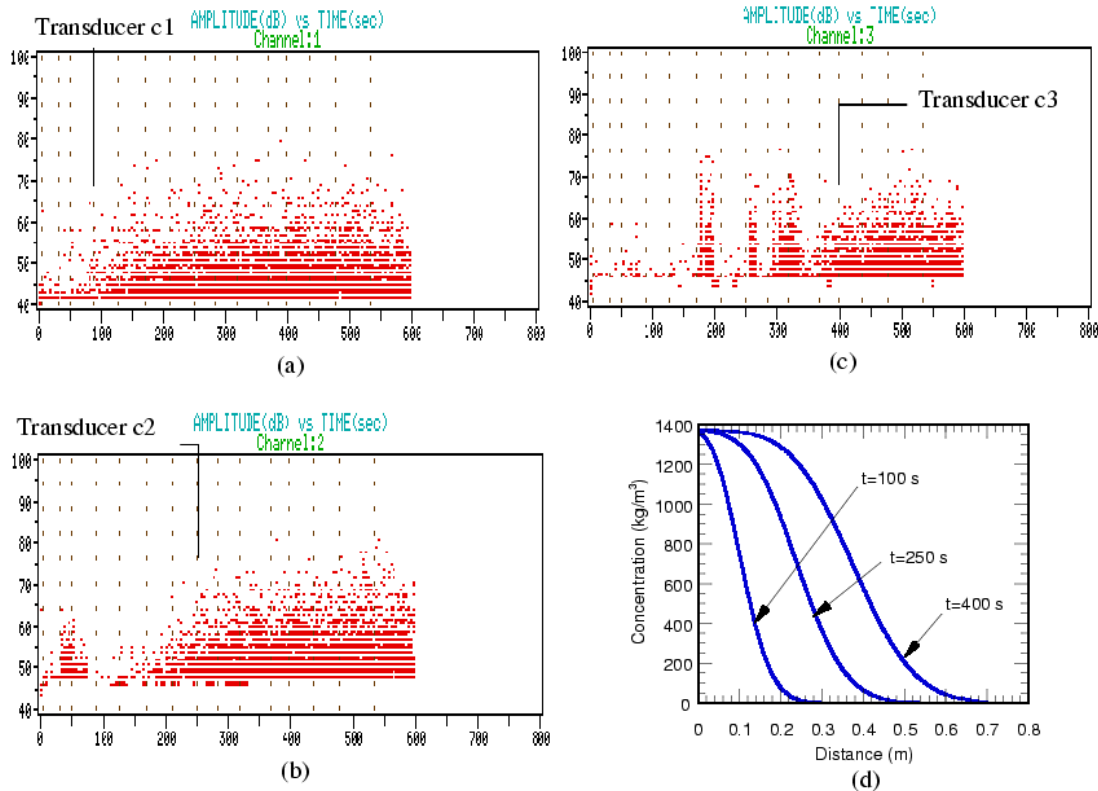 Transducer c1
AMPLITUDE(dB) vs TIME(sec)
Channel:1
100
90
80
70
60
50
40
0 100 200 300 400 500 600 700 800
(a)
AMPLITUDE(dB) vs TIME(sec)
Channel:3
Transducer c3
100
90
80
70
60
50
40
0 100 200 300 400 500 600 700 800
(c)
Transducer c2
AMPLITUDE(dB) vs TIME(sec)
Channel:2
100
90
80
70
60
50
40
0 100 200 300 400 500 600 700 800
(b)
Concentration (kg/m³)
1400
1200
1000
800
600
400
200
0
t=100 s
t=250 s
t=400 s
0 0.1 0.2 0.3 0.4 0.5 0.6 0.7 0.8
Distance (m)
(d)